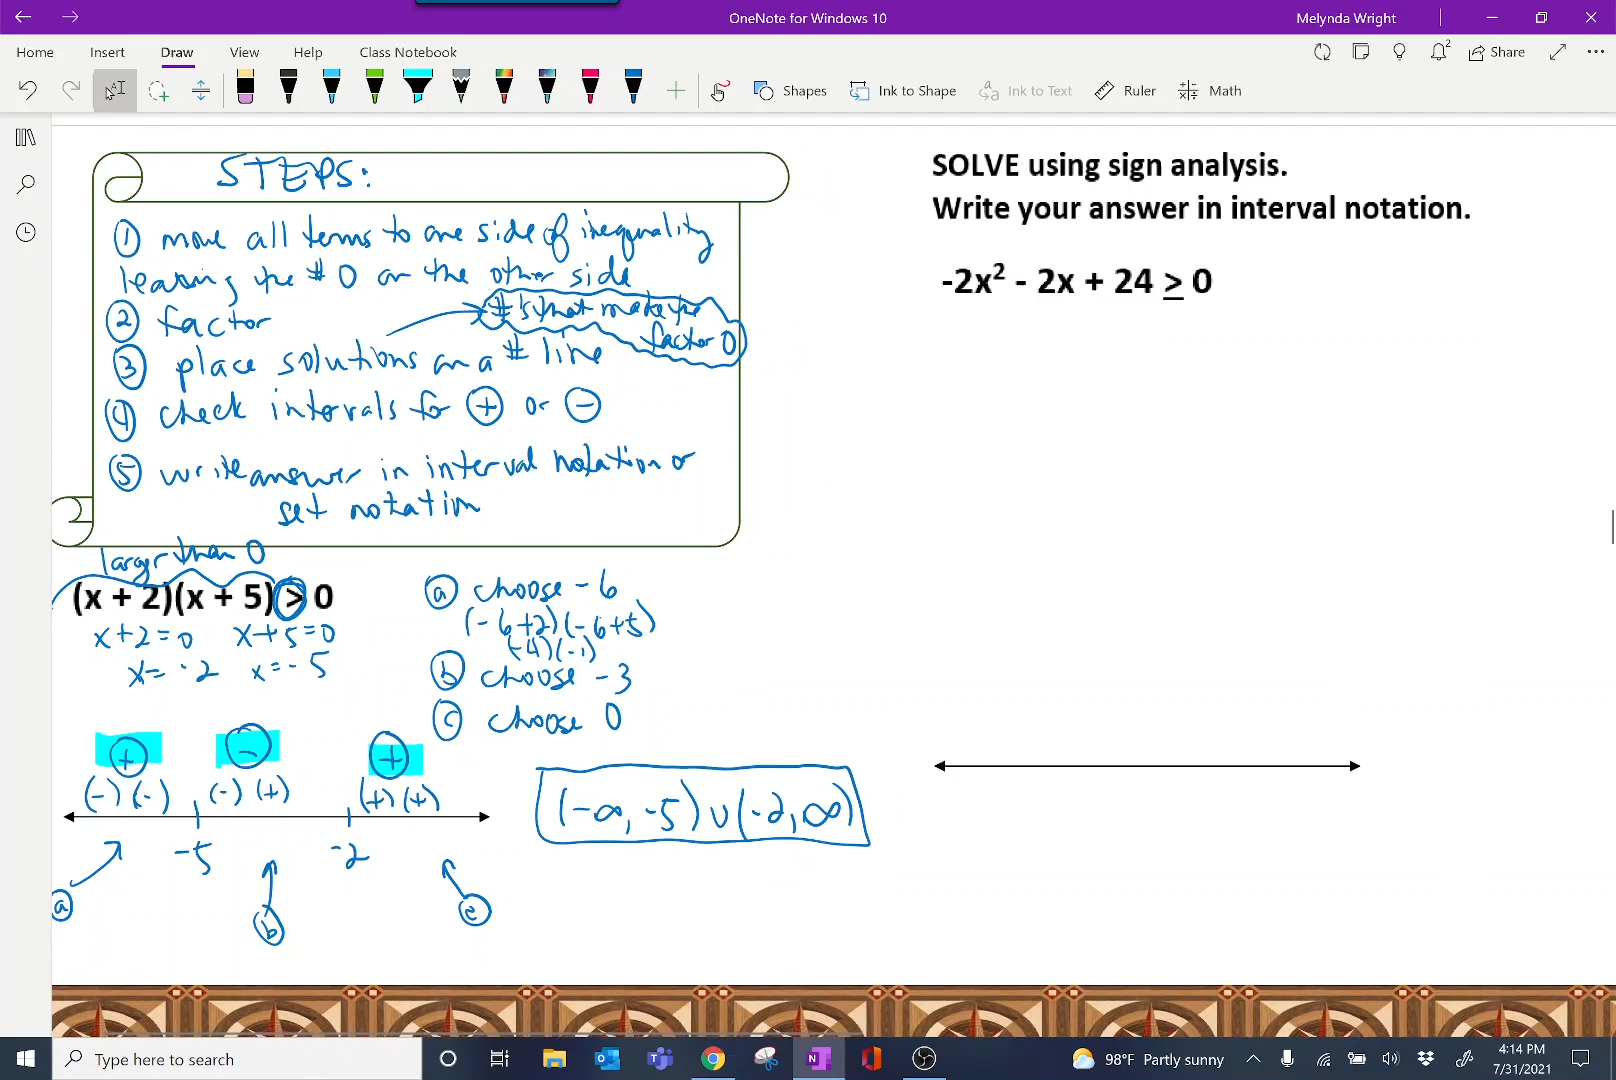 OneNote for Windows 10
Melynda Wright
Home Insert Draw View Help Class Notebook
2 Share
Shapes Ink to Shape Ink to Text Ruler Math
STEPS:
① move all terms to one side of inequality
leaving the # 0 on the other side
② factor
#'s that make the
factor 0
③ place solutions on a # line
④ check intervals for + or -
⑤ write answer in interval notation or
set notation
larger than 0
(x + 2)(x + 5) > 0
x+2=0 x+5=0
x= -2 x= -5
ⓐ choose -6
(-6+2)(-6+5)
(-4)(-1)
ⓑ choose -3
ⓒ choose 0
+ - +
(-)(-) (-)(+) (+)(+)
-5 -2
(-∞, -5) ∪ (-2, ∞)
ⓐ ⓑ ⓒ
SOLVE using sign analysis.
Write your answer in interval notation.
-2x² - 2x + 24 ≥ 0
Type here to search
98°F Partly sunny
4:14 PM
7/31/2021